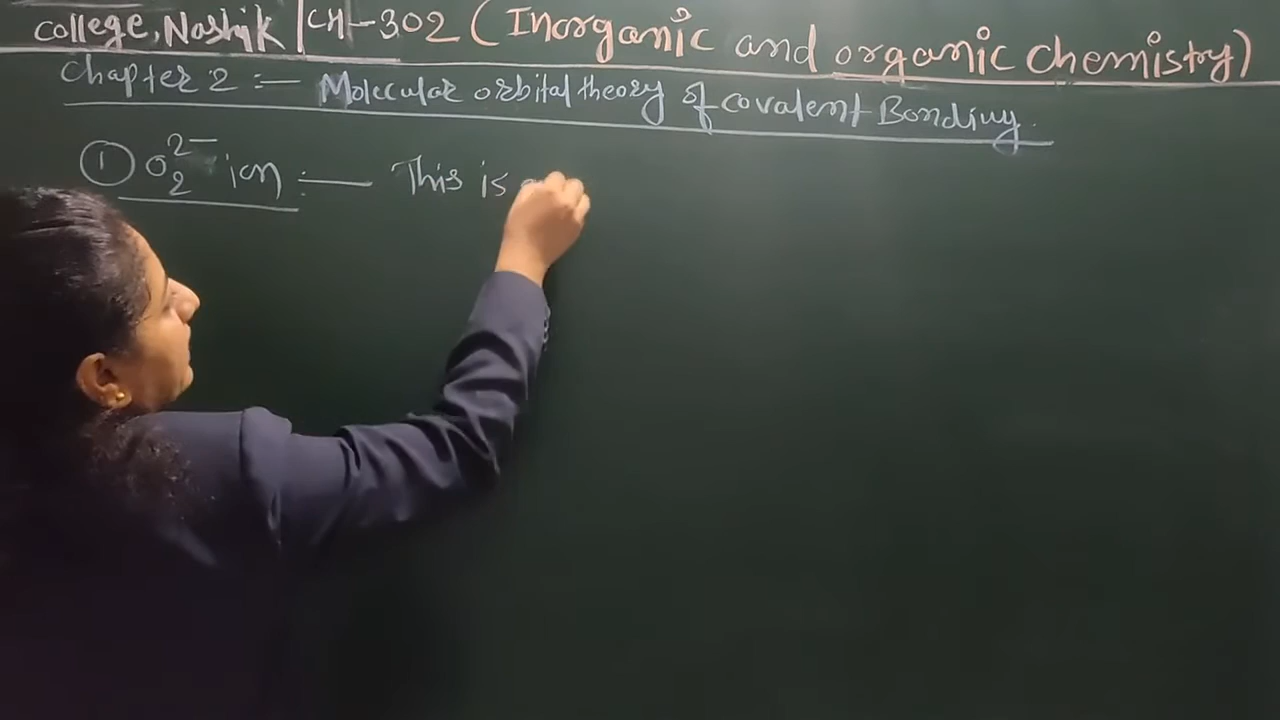 College, Nashik | CH-302 (Inorganic and organic chemistry)
Chapter 2 :- Molecular orbital theory of covalent Bonding.
① O₂²⁻ ion :- This is